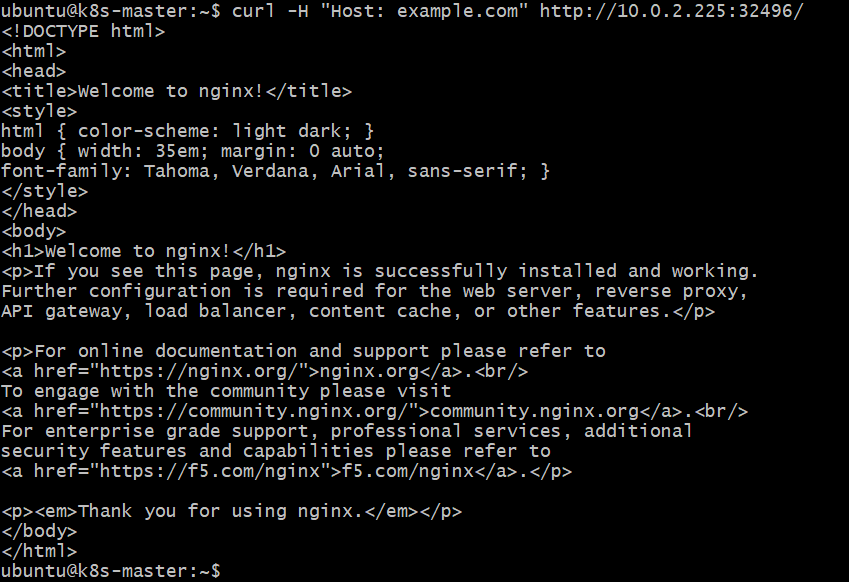 ubuntu@k8s-master:~$ curl -H "Host: example.com" http://10.0.2.225:32496/
<!DOCTYPE html>
<html>
<head>
<title>Welcome to nginx!</title>
<style>
html { color-scheme: light dark; }
body { width: 35em; margin: 0 auto;
font-family: Tahoma, Verdana, Arial, sans-serif; }
</style>
</head>
<body>
<h1>Welcome to nginx!</h1>
<p>If you see this page, nginx is successfully installed and working.
Further configuration is required for the web server, reverse proxy,
API gateway, load balancer, content cache, or other features.</p>

<p>For online documentation and support please refer to
<a href="https://nginx.org/">nginx.org</a>.<br/>
To engage with the community please visit
<a href="https://community.nginx.org/">community.nginx.org</a>.<br/>
For enterprise grade support, professional services, additional
security features and capabilities please refer to
<a href="https://f5.com/nginx">f5.com/nginx</a>.</p>

<p><em>Thank you for using nginx.</em></p>
</body>
</html>
ubuntu@k8s-master:~$